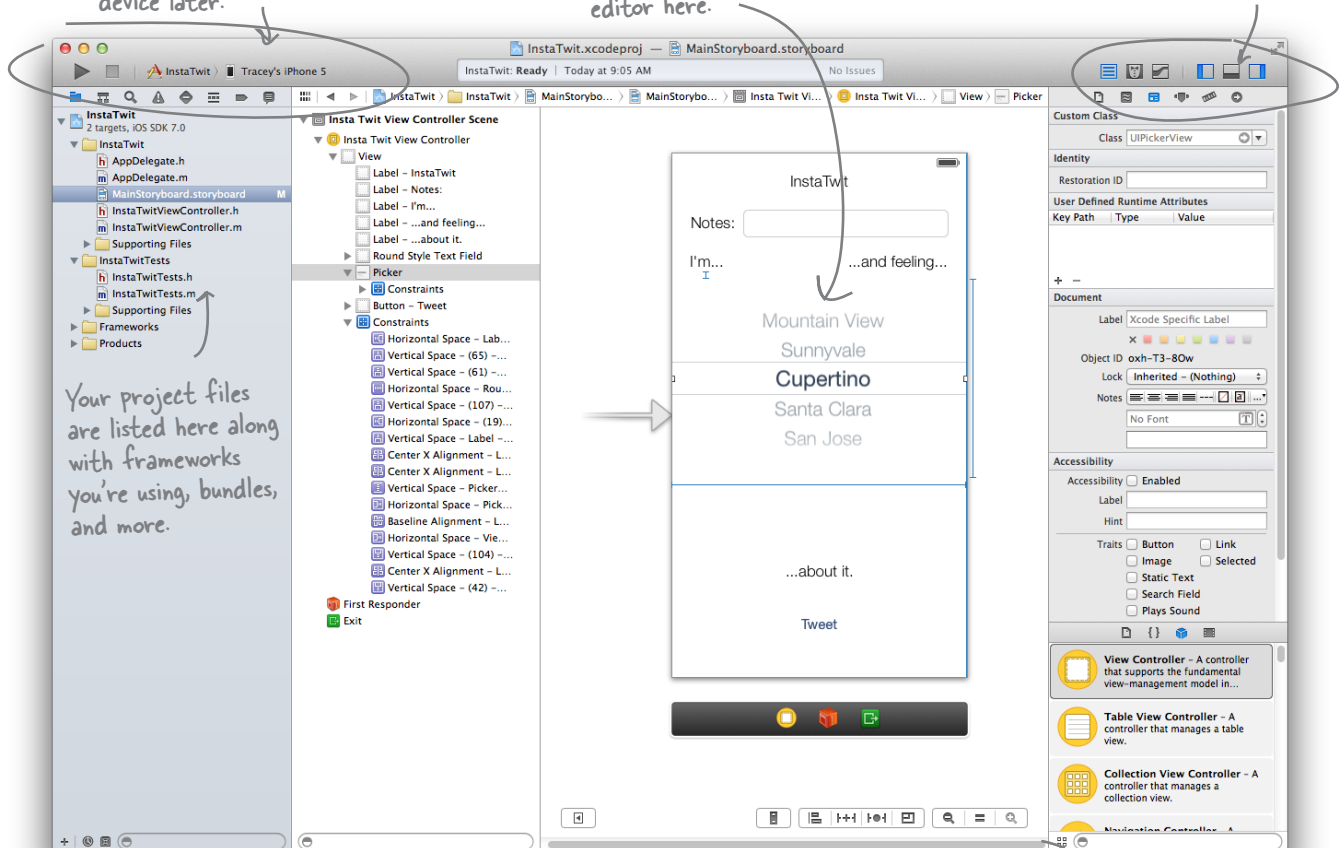 device later.
editor here.
InstaTwit.xcodeproj — MainStoryboard.storyboard
InstaTwit 〉 Tracey's iPhone 5
InstaTwit: Ready | Today at 9:05 AM
No Issues
InstaTwit 〉 InstaTwit 〉 MainStorybo... 〉 MainStorybo... 〉 Insta Twit Vi... 〉 Insta Twit Vi... 〉 View 〉 Picker
InstaTwit
2 targets, iOS SDK 7.0
InstaTwit
AppDelegate.h
AppDelegate.m
MainStoryboard.storyboard M
InstaTwitViewController.h
InstaTwitViewController.m
Supporting Files
InstaTwitTests
InstaTwitTests.h
InstaTwitTests.m
Supporting Files
Frameworks
Products
Your project files
are listed here along
with frameworks
you're using, bundles,
and more.
Insta Twit View Controller Scene
Insta Twit View Controller
View
Label – InstaTwit
Label – Notes:
Label – I'm...
Label – ...and feeling...
Label – ...about it.
Round Style Text Field
Picker
Constraints
Button – Tweet
Constraints
Horizontal Space – Lab...
Vertical Space – (65) –...
Vertical Space – (61) –...
Horizontal Space – Rou...
Vertical Space – (107) –...
Horizontal Space – (19)...
Vertical Space – Label –...
Center X Alignment – L...
Center X Alignment – L...
Vertical Space – Picker...
Horizontal Space – Pick...
Baseline Alignment – L...
Horizontal Space – Vie...
Vertical Space – (104) –...
Center X Alignment – L...
Vertical Space – (42) –...
First Responder
Exit
InstaTwit
Notes:
I'm... ...and feeling...
Mountain View
Sunnyvale
Cupertino
Santa Clara
San Jose
...about it.
Tweet
Custom Class
Class UIPickerView
Identity
Restoration ID
User Defined Runtime Attributes
Key Path Type Value
Document
Label Xcode Specific Label
Object ID oxh-T3-8Ow
Lock Inherited – (Nothing)
Notes
No Font
Accessibility
Accessibility Enabled
Label
Hint
Traits Button Link
Image Selected
Static Text
Search Field
Plays Sound
View Controller – A controller
that supports the fundamental
view-management model in...
Table View Controller – A
controller that manages a table
view.
Collection View Controller – A
controller that manages a
collection view.
Navigation Controller – A